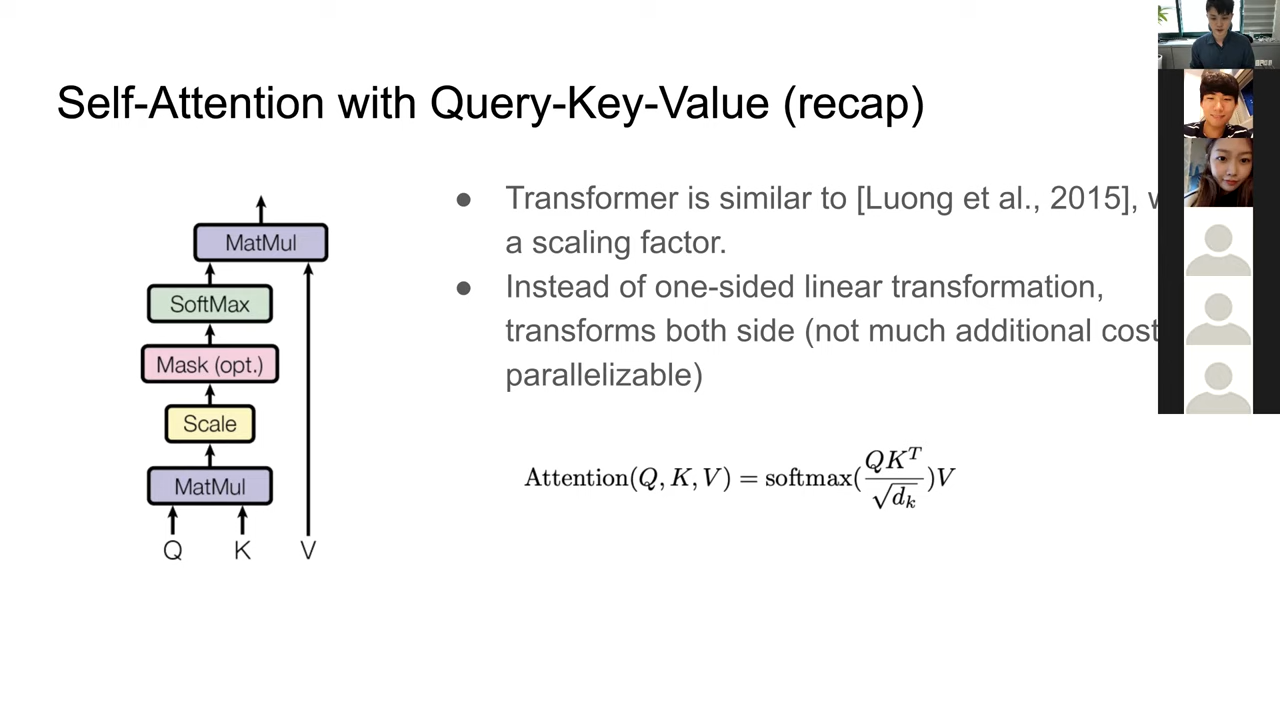 Self-Attention with Query-Key-Value (recap)
MatMul
SoftMax
Mask (opt.)
Scale
MatMul
Q K V
● Transformer is similar to [Luong et al., 2015],
a scaling factor.
● Instead of one-sided linear transformation,
transforms both side (not much additional cost
parallelizable)
Attention(Q, K, V) = softmax(QKᵀ/√dₖ)V